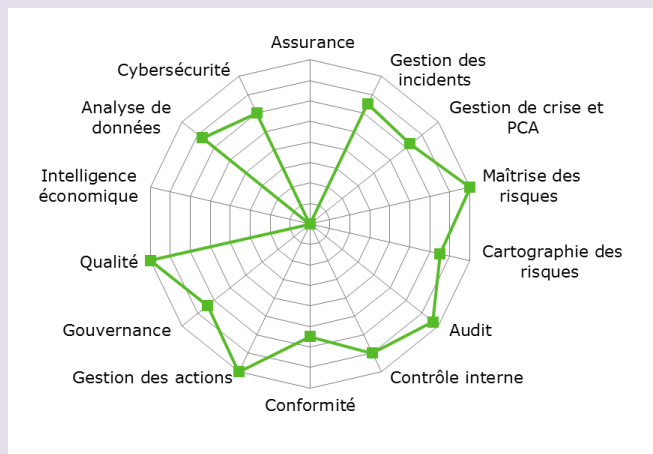 Assurance
Gestion des
incidents
Gestion de crise et
PCA
Maîtrise des
risques
Cartographie des
risques
Audit
Contrôle interne
Conformité
Gestion des actions
Gouvernance
Qualité
Intelligence
économique
Analyse de
données
Cybersécurité